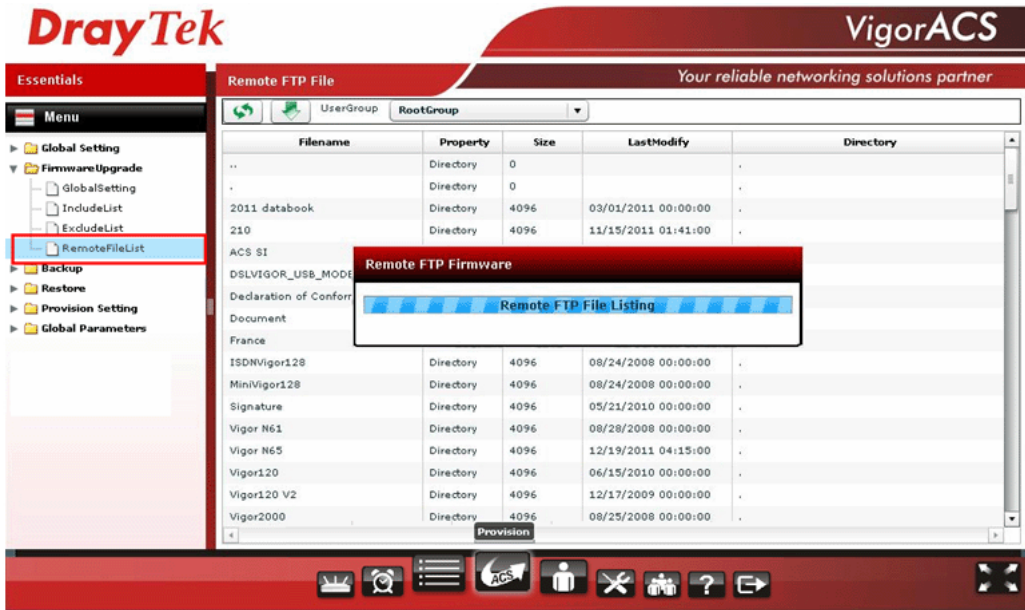 DrayTek
VigorACS
Essentials
Remote FTP File
Your reliable networking solutions partner
Menu
UserGroup RootGroup
Global Setting
FirmwareUpgrade
GlobalSetting
IncludeList
ExcludeList
RemoteFileList
Backup
Restore
Provision Setting
Global Parameters
Filename Property Size LastModify Directory
.. Directory 0 .
. Directory 0 .
2011 databook Directory 4096 03/01/2011 00:00:00 .
210 Directory 4096 11/15/2011 01:41:00 .
ACS SI
DSLVIGOR_USB_MODE
Declaration of Conforr
Document
France
Remote FTP Firmware
Remote FTP File Listing
ISDNVigor128 Directory 4096 08/24/2008 00:00:00 .
MiniVigor128 Directory 4096 08/24/2008 00:00:00 .
Signature Directory 4096 05/21/2010 00:00:00 .
Vigor N61 Directory 4096 08/28/2008 00:00:00 .
Vigor N65 Directory 4096 12/19/2011 04:15:00 .
Vigor120 Directory 4096 06/15/2010 00:00:00 .
Vigor120 V2 Directory 4096 12/17/2009 00:00:00 .
Vigor2000 Directory 4096 08/25/2008 00:00:00 .
Provision
ACS
?